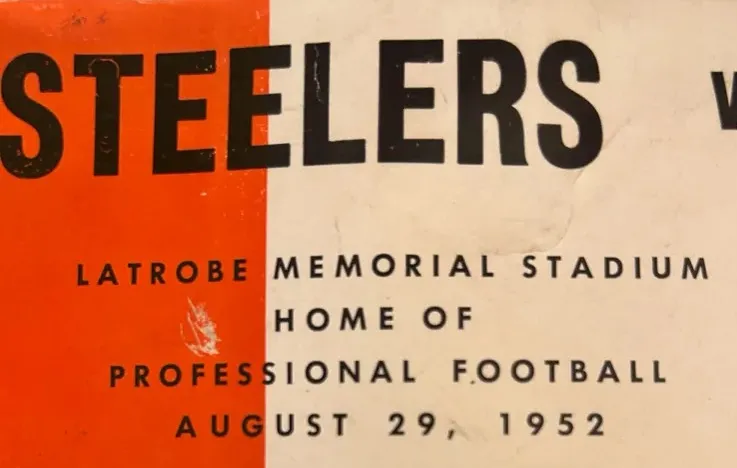 STEELERS V
LATROBE MEMORIAL STADIUM
HOME OF
PROFESSIONAL FOOTBALL
AUGUST 29, 1952